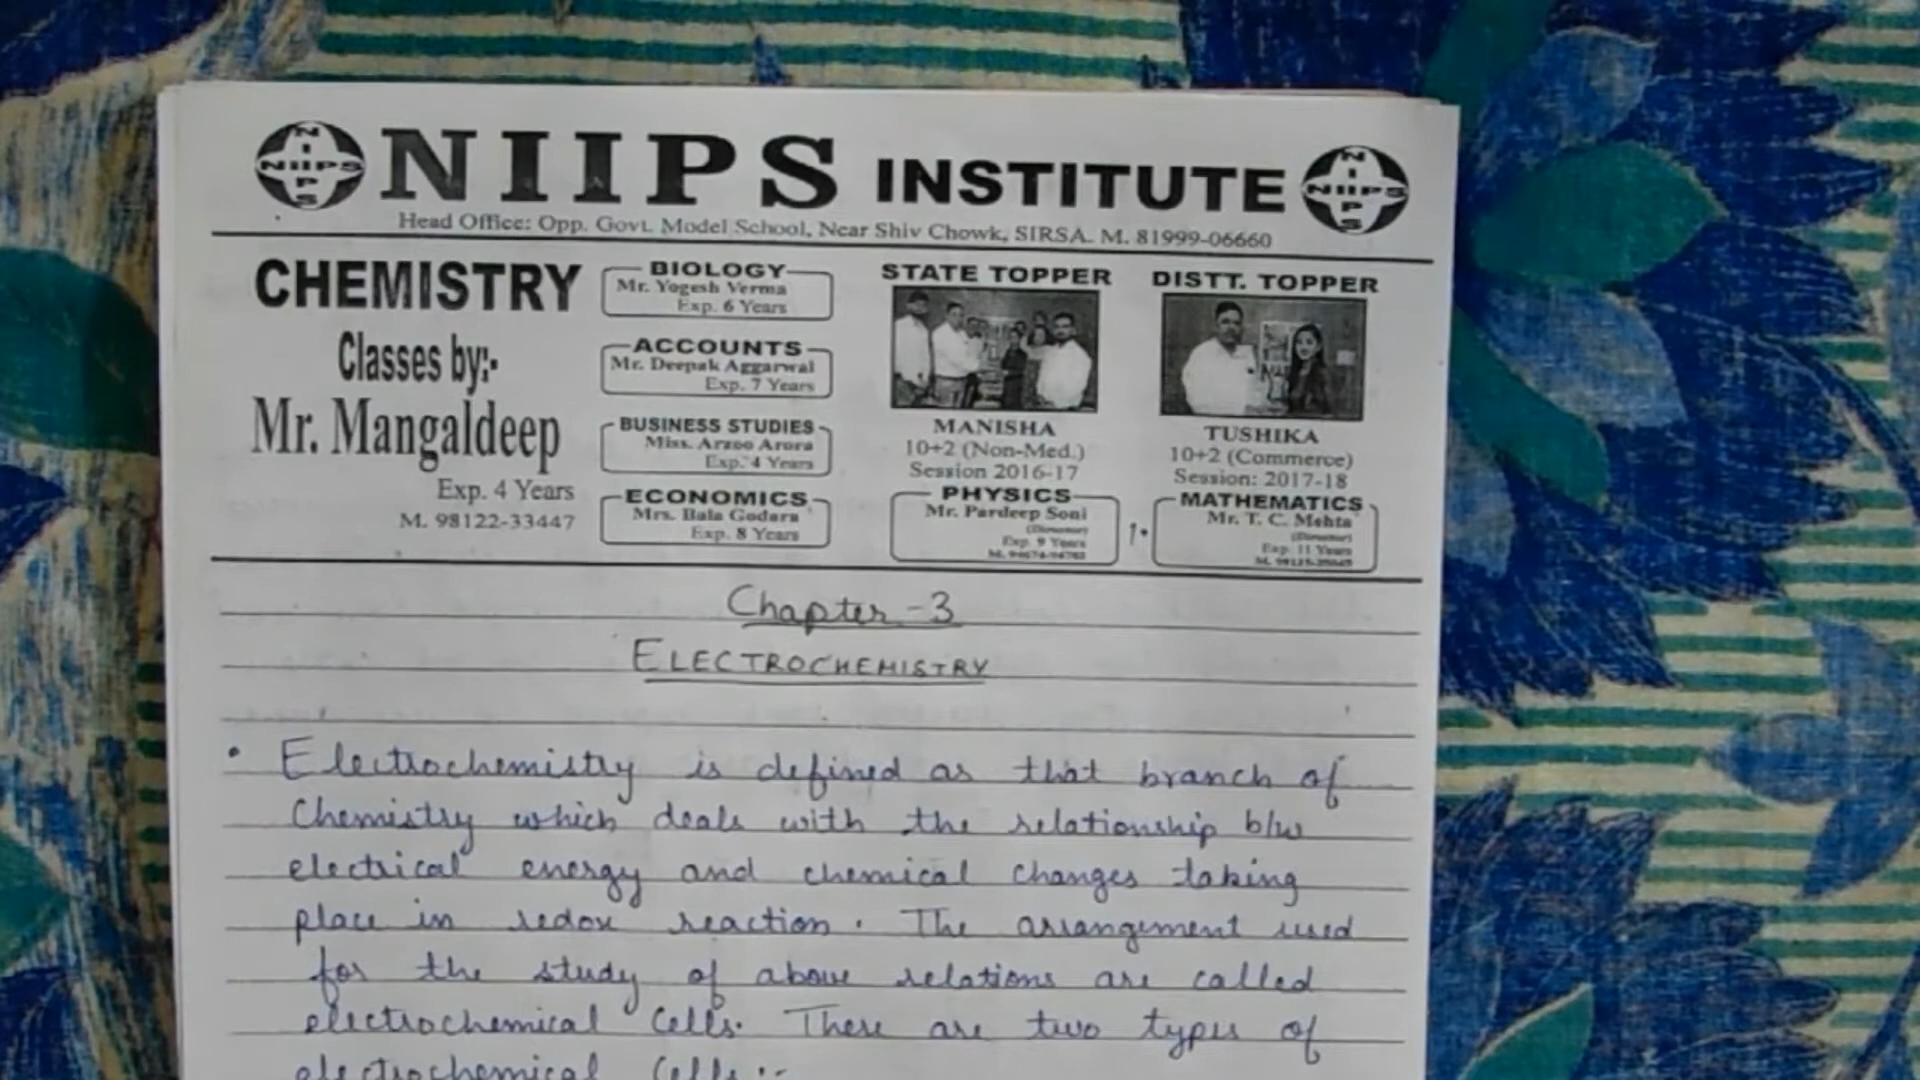 NIIPS INSTITUTE
Head Office: Opp. Govt. Model School, Near Shiv Chowk, SIRSA. M. 81999-06660
CHEMISTRY
Classes by:-
Mr. Mangaldeep
Exp. 4 Years
M. 98122-33447
BIOLOGY
Mr. Yogesh Verma
Exp. 6 Years
ACCOUNTS
Mr. Deepak Aggarwal
Exp. 7 Years
BUSINESS STUDIES
Miss. Arzoo Arora
Exp. 4 Years
ECONOMICS
Mrs. Bala Godara
Exp. 8 Years
STATE TOPPER
MANISHA
10+2 (Non-Med.)
Session 2016-17
PHYSICS
Mr. Pardeep Soni
(Director)
Exp. 9 Years
DISTT. TOPPER
TUSHIKA
10+2 (Commerce)
Session: 2017-18
MATHEMATICS
Mr. T. C. Mehta
(Director)
Exp. 11 Years
1.
Chapter -3
ELECTROCHEMISTRY
• Electrochemistry is defined as that branch of
Chemistry which deals with the relationship b/w
electrical energy and chemical changes taking
place in redox reaction. The arrangement used
for the study of above relations are called
electrochemical Cells. There are two types of
electrochemical Cells:-